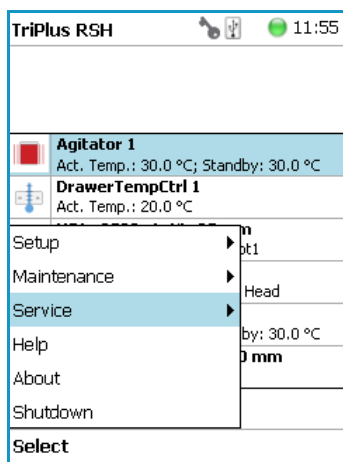 TriPlus RSH 11:55
Agitator 1
Act. Temp.: 30.0 °C; Standby: 30.0 °C
DrawerTempCtrl 1
Act. Temp.: 20.0 °C
Setup
Maintenance
Head
Service
by: 30.0 °C
Help
0 mm
About
Shutdown
Select